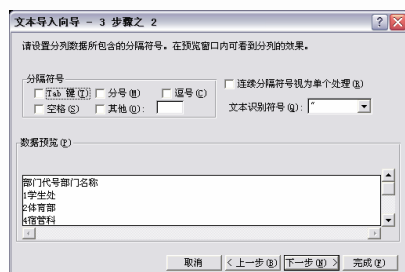 文本导入向导 - 3 步骤之 2
请设置分列数据所包含的分隔符号。在预览窗口内可看到分列的效果。
分隔符号
Tab 键(T) 分号(M) 逗号(C)
空格(S) 其他(O):
连续分隔符号视为单个处理(R)
文本识别符号(Q): "
数据预览(P)
部门代号部门名称
1学生处
2体育部
4宿管科
取消 < 上一步(B) 下一步(N) > 完成(F)